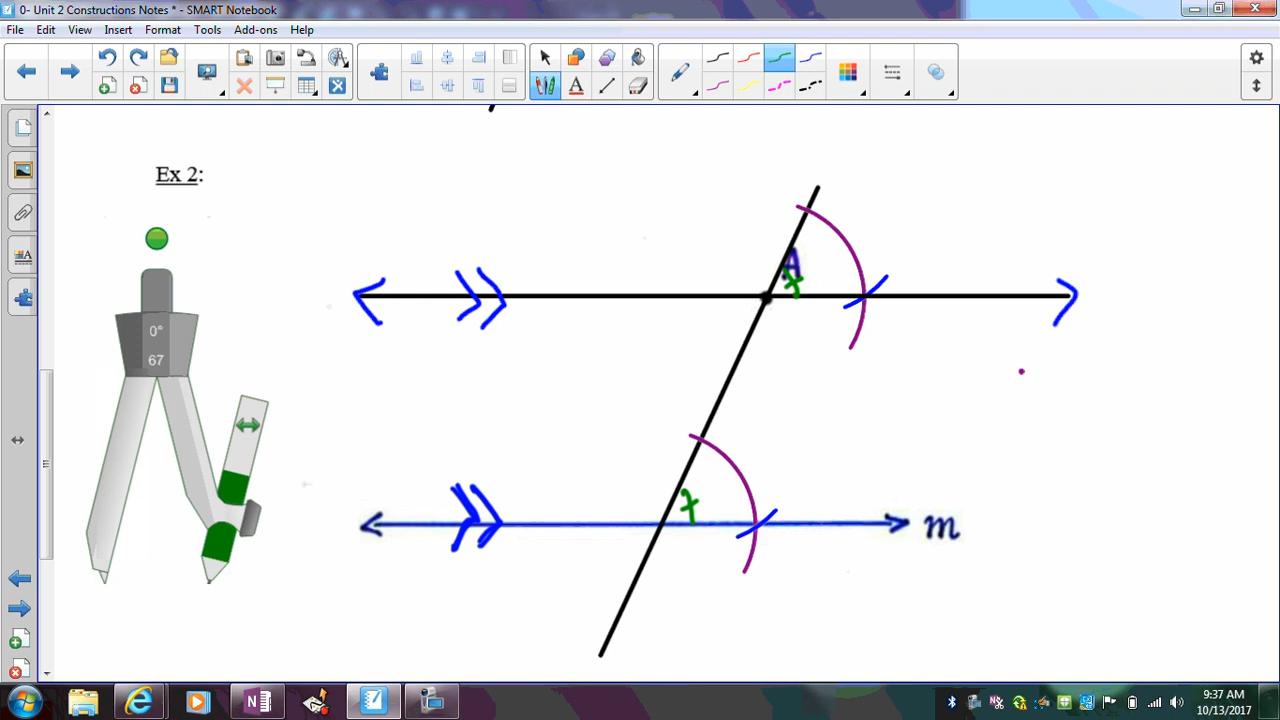 0- Unit 2 Constructions Notes * - SMART Notebook
File Edit View Insert Format Tools Add-ons Help
Ex 2:
0°
67
A
m
9:37 AM
10/13/2017